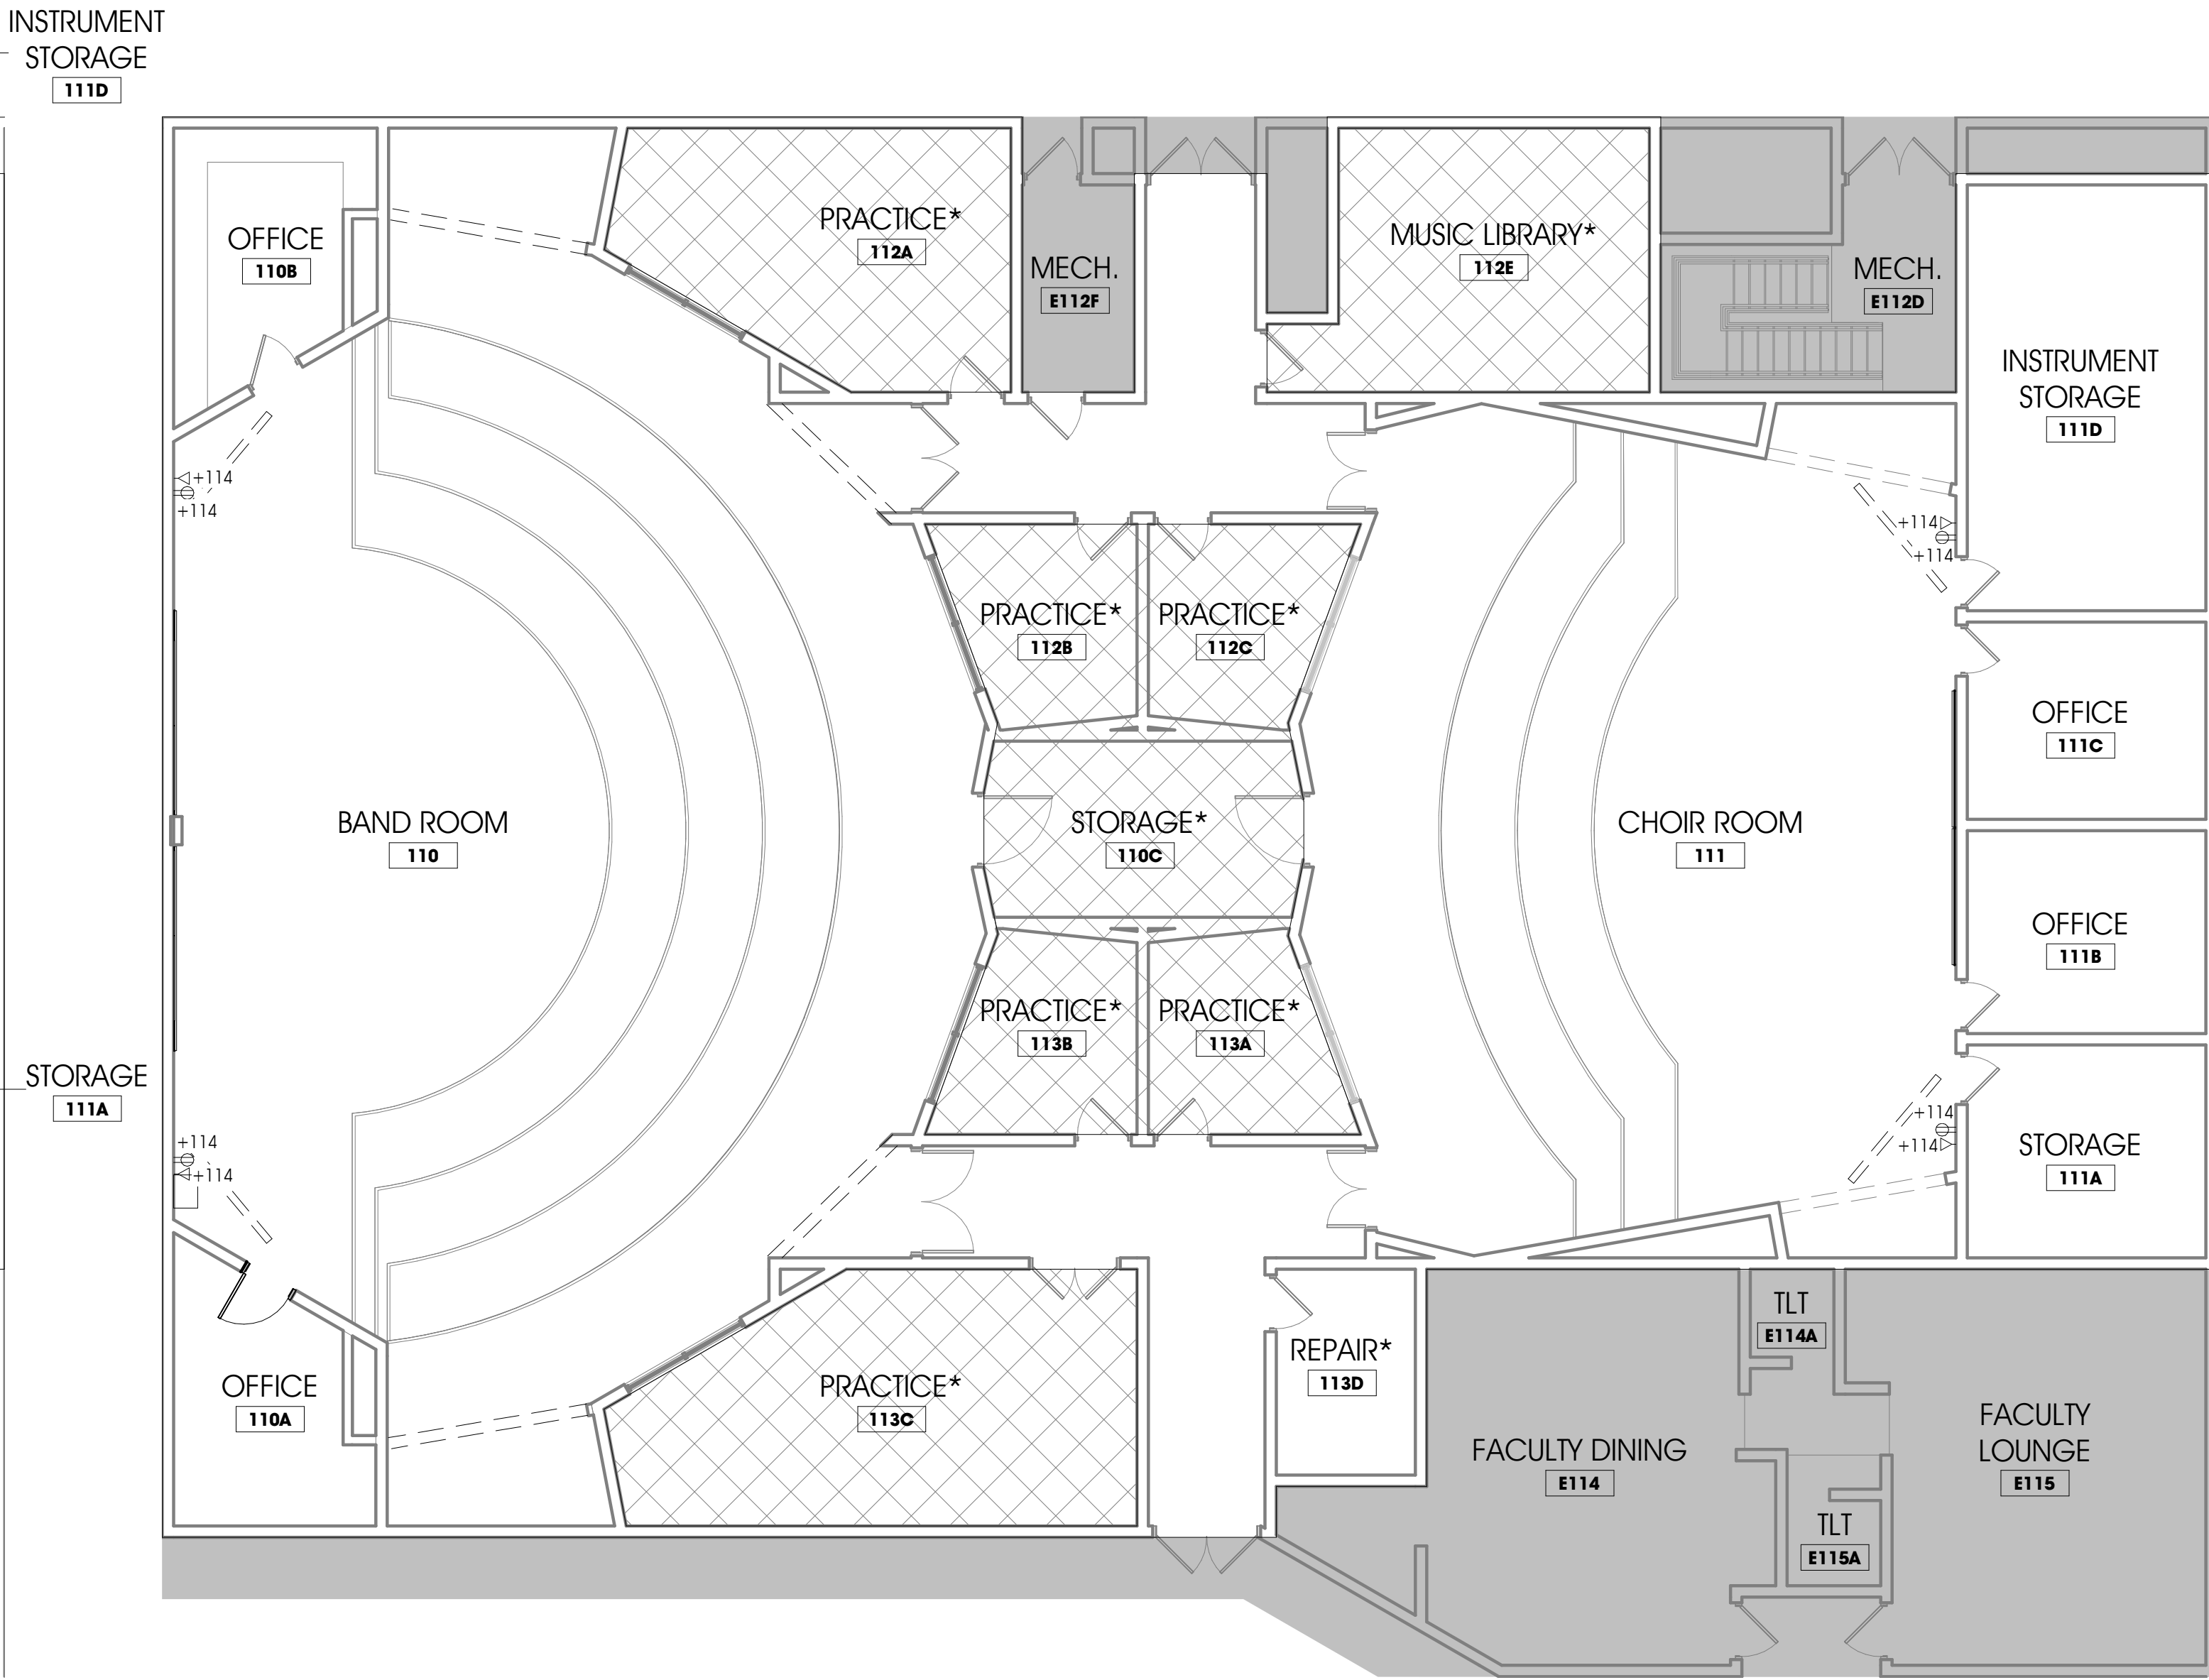 INSTRUMENT
STORAGE
111D
OFFICE
110B
PRACTICE*
112A
MECH.
E112F
MUSIC LIBRARY*
112E
MECH.
E112D
INSTRUMENT
STORAGE
111D
+114
+114
+114
+114
PRACTICE*
112B
PRACTICE*
112C
OFFICE
111C
BAND ROOM
110
STORAGE*
110C
CHOIR ROOM
111
OFFICE
111B
PRACTICE*
113B
PRACTICE*
113A
STORAGE
111A
+114
+114
+114
+114
STORAGE
111A
OFFICE
110A
PRACTICE*
113C
REPAIR*
113D
TLT
E114A
FACULTY DINING
E114
FACULTY
LOUNGE
E115
TLT
E115A